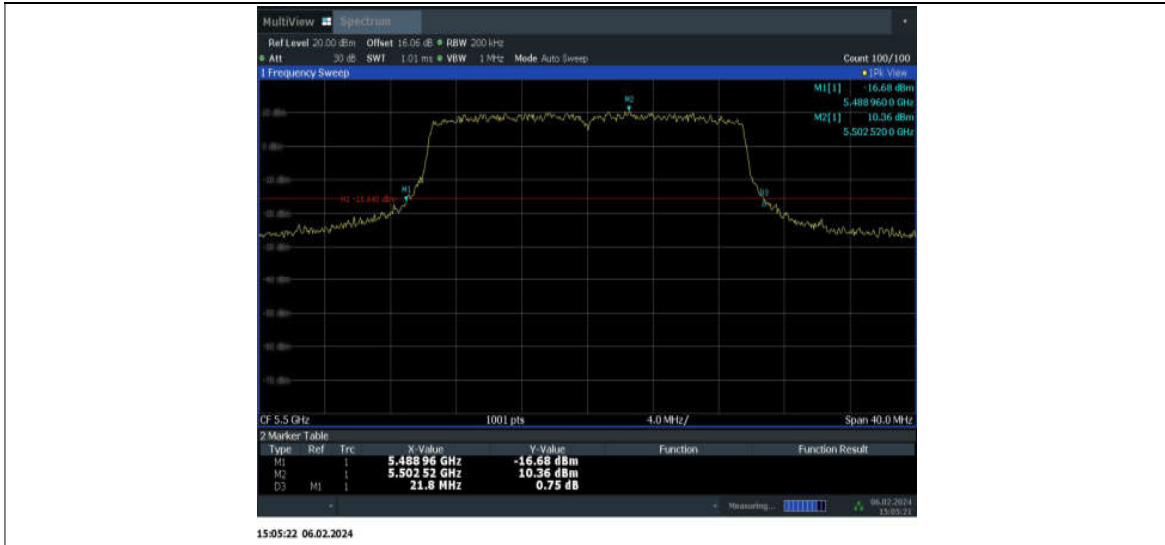 MultiView Spectrum
Ref Level 20.00 dBm Offset 16.06 dB RBW 200 kHz
Att 30 dB SWT 1.01 ms VBW 1 MHz Mode Auto Sweep Count 100/100
1 Frequency Sweep 1Pk View
M1[1] -16.68 dBm
5.488 960 0 GHz
M2[1] 10.36 dBm
5.502 520 0 GHz
M2
M1
D3
CF 5.5 GHz 1001 pts 4.0 MHz/ Span 40.0 MHz
2 Marker Table
Type Ref Trc X-Value Y-Value Function Function Result
M1 1 5.488 96 GHz -16.68 dBm
M2 1 5.502 52 GHz 10.36 dBm
D3 M1 1 21.8 MHz 0.75 dB
Measuring... 06.02.2024
15:05:21
15:05:22 06.02.2024